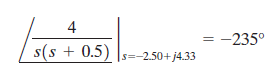 ∠ 4 / s(s + 0.5) |s=−2.50+j4.33 = −235°